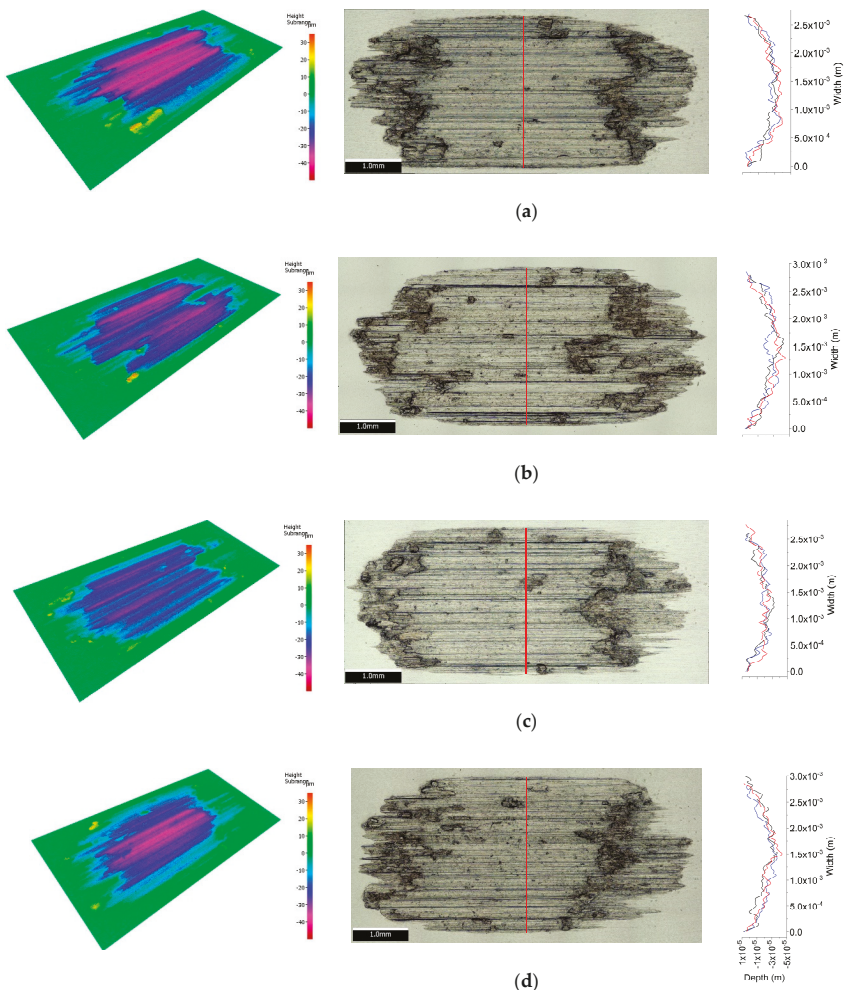 Height
Subrange
µm
30
20
10
0
-10
-20
-30
-40
1.0mm
2.5x10⁻³
2.0x10⁻³
1.5x10⁻³
1.0x10⁻³
5.0x10⁻⁴
0.0
Width (m)
(a)
Height
Subrange
µm
30
20
10
0
-10
-20
-30
-40
1.0mm
3.0x10⁻³
2.5x10⁻³
2.0x10⁻³
1.5x10⁻³
1.0x10⁻³
5.0x10⁻⁴
0.0
Width (m)
(b)
Height
Subrange
µm
30
20
10
0
-10
-20
-30
-40
1.0mm
2.5x10⁻³
2.0x10⁻³
1.5x10⁻³
1.0x10⁻³
5.0x10⁻⁴
0.0
Width (m)
(c)
Height
Subrange
µm
30
20
10
0
-10
-20
-30
-40
1.0mm
3.0x10⁻³
2.5x10⁻³
2.0x10⁻³
1.5x10⁻³
1.0x10⁻³
5.0x10⁻⁴
0.0
Width (m)
1x10⁻⁵
-1x10⁻⁵
-3x10⁻⁵
-5x10⁻⁵
Depth (m)
(d)